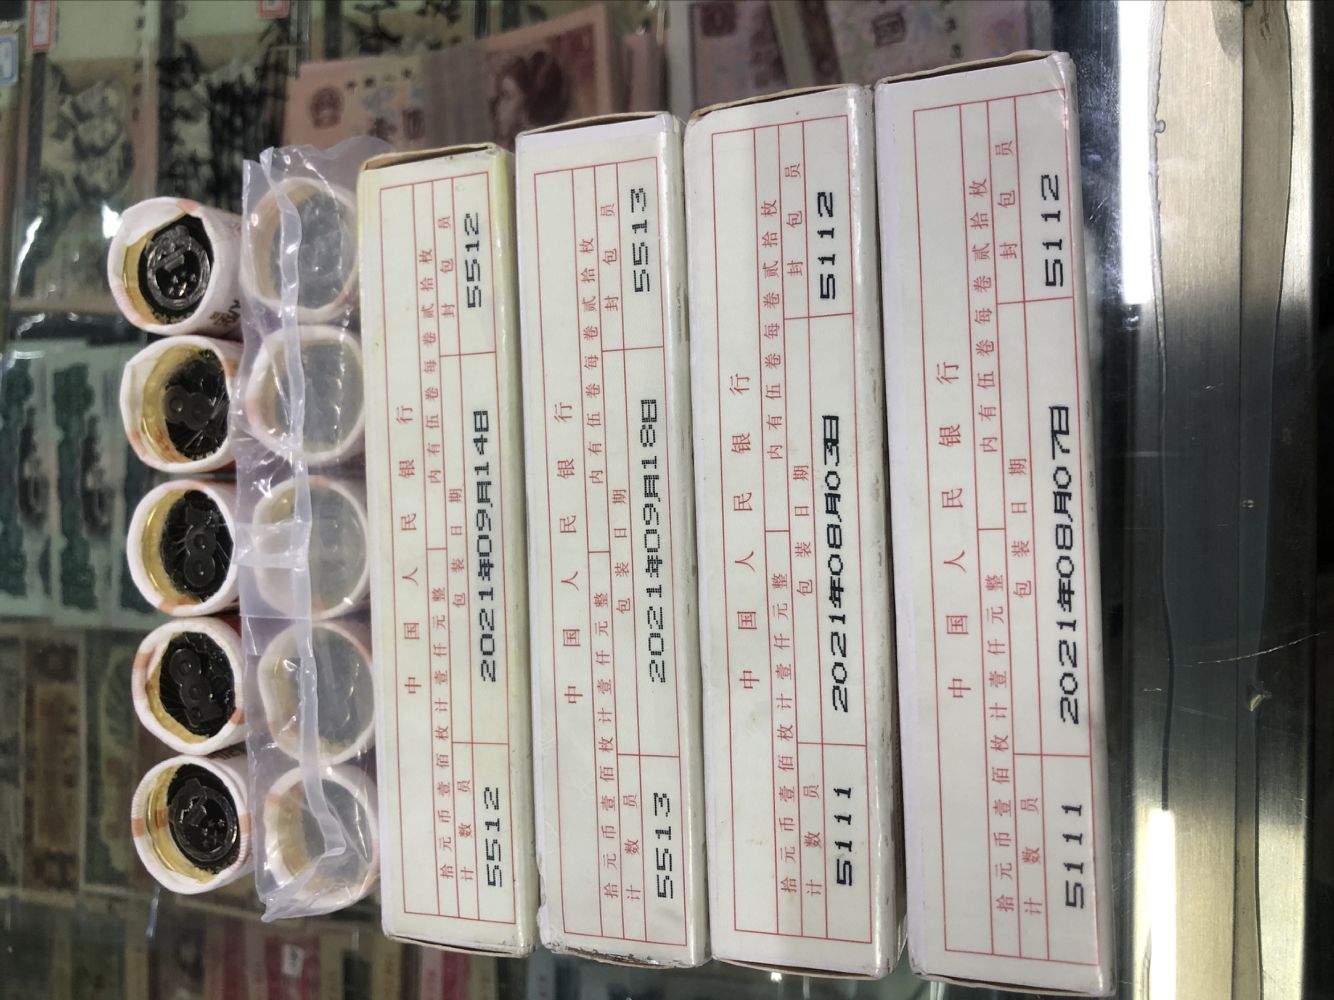 中国人民银行
拾元币壹佰枚计壹仟元整 内有伍卷每卷贰拾枚
计数员 包装日期 封包员
5512 2021年09月14日 5512
中国人民银行
拾元币壹佰枚计壹仟元整 内有伍卷每卷贰拾枚
计数员 包装日期 封包员
5513 2021年09月18日 5513
中国人民银行
拾元币壹佰枚计壹仟元整 内有伍卷每卷贰拾枚
计数员 包装日期 封包员
5111 2021年08月03日 5112
中国人民银行
拾元币壹佰枚计壹仟元整 内有伍卷每卷贰拾枚
计数员 包装日期 封包员
5111 2021年08月07日 5112